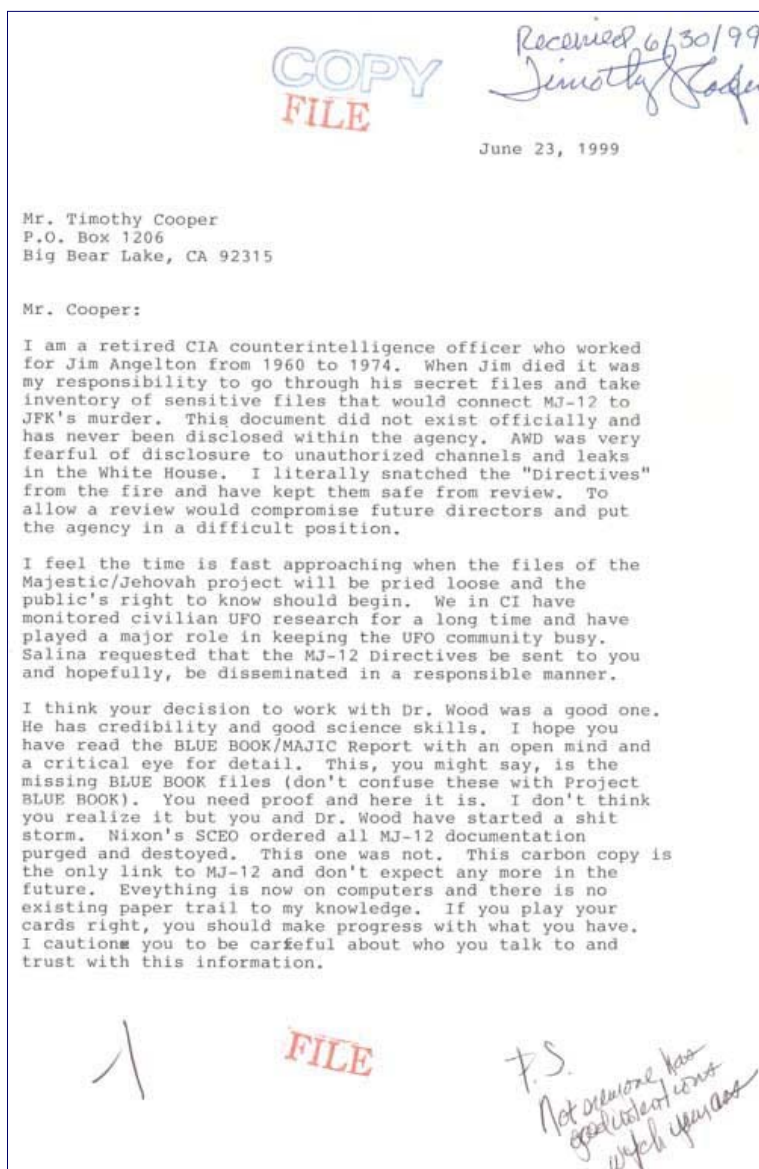 Received 6/30/99
Timothy Cooper
COPY
FILE
June 23, 1999
Mr. Timothy Cooper
P.O. Box 1206
Big Bear Lake, CA 92315
Mr. Cooper:
I am a retired CIA counterintelligence officer who worked
for Jim Angelton from 1960 to 1974. When Jim died it was
my responsibility to go through his secret files and take
inventory of sensitive files that would connect MJ-12 to
JFK's murder. This document did not exist officially and
has never been disclosed within the agency. AWD was very
fearful of disclosure to unauthorized channels and leaks
in the White House. I literally snatched the "Directives"
from the fire and have kept them safe from review. To
allow a review would compromise future directors and put
the agency in a difficult position.
I feel the time is fast approaching when the files of the
Majestic/Jehovah project will be pried loose and the
public's right to know should begin. We in CI have
monitored civilian UFO research for a long time and have
played a major role in keeping the UFO community busy.
Salina requested that the MJ-12 Directives be sent to you
and hopefully, be disseminated in a responsible manner.
I think your decision to work with Dr. Wood was a good one.
He has credibility and good science skills. I hope you
have read the BLUE BOOK/MAJIC Report with an open mind and
a critical eye for detail. This, you might say, is the
missing BLUE BOOK files (don't confuse these with Project
BLUE BOOK). You need proof and here it is. I don't think
you realize it but you and Dr. Wood have started a shit
storm. Nixon's SCEO ordered all MJ-12 documentation
purged and destoyed. This one was not. This carbon copy is
the only link to MJ-12 and don't expect any more in the
future. Eveything is now on computers and there is no
existing paper trail to my knowledge. If you play your
cards right, you should make progress with what you have.
I caution you to be careful about who you talk to and
trust with this information.
FILE
P.S.
Not everyone has
good intentions